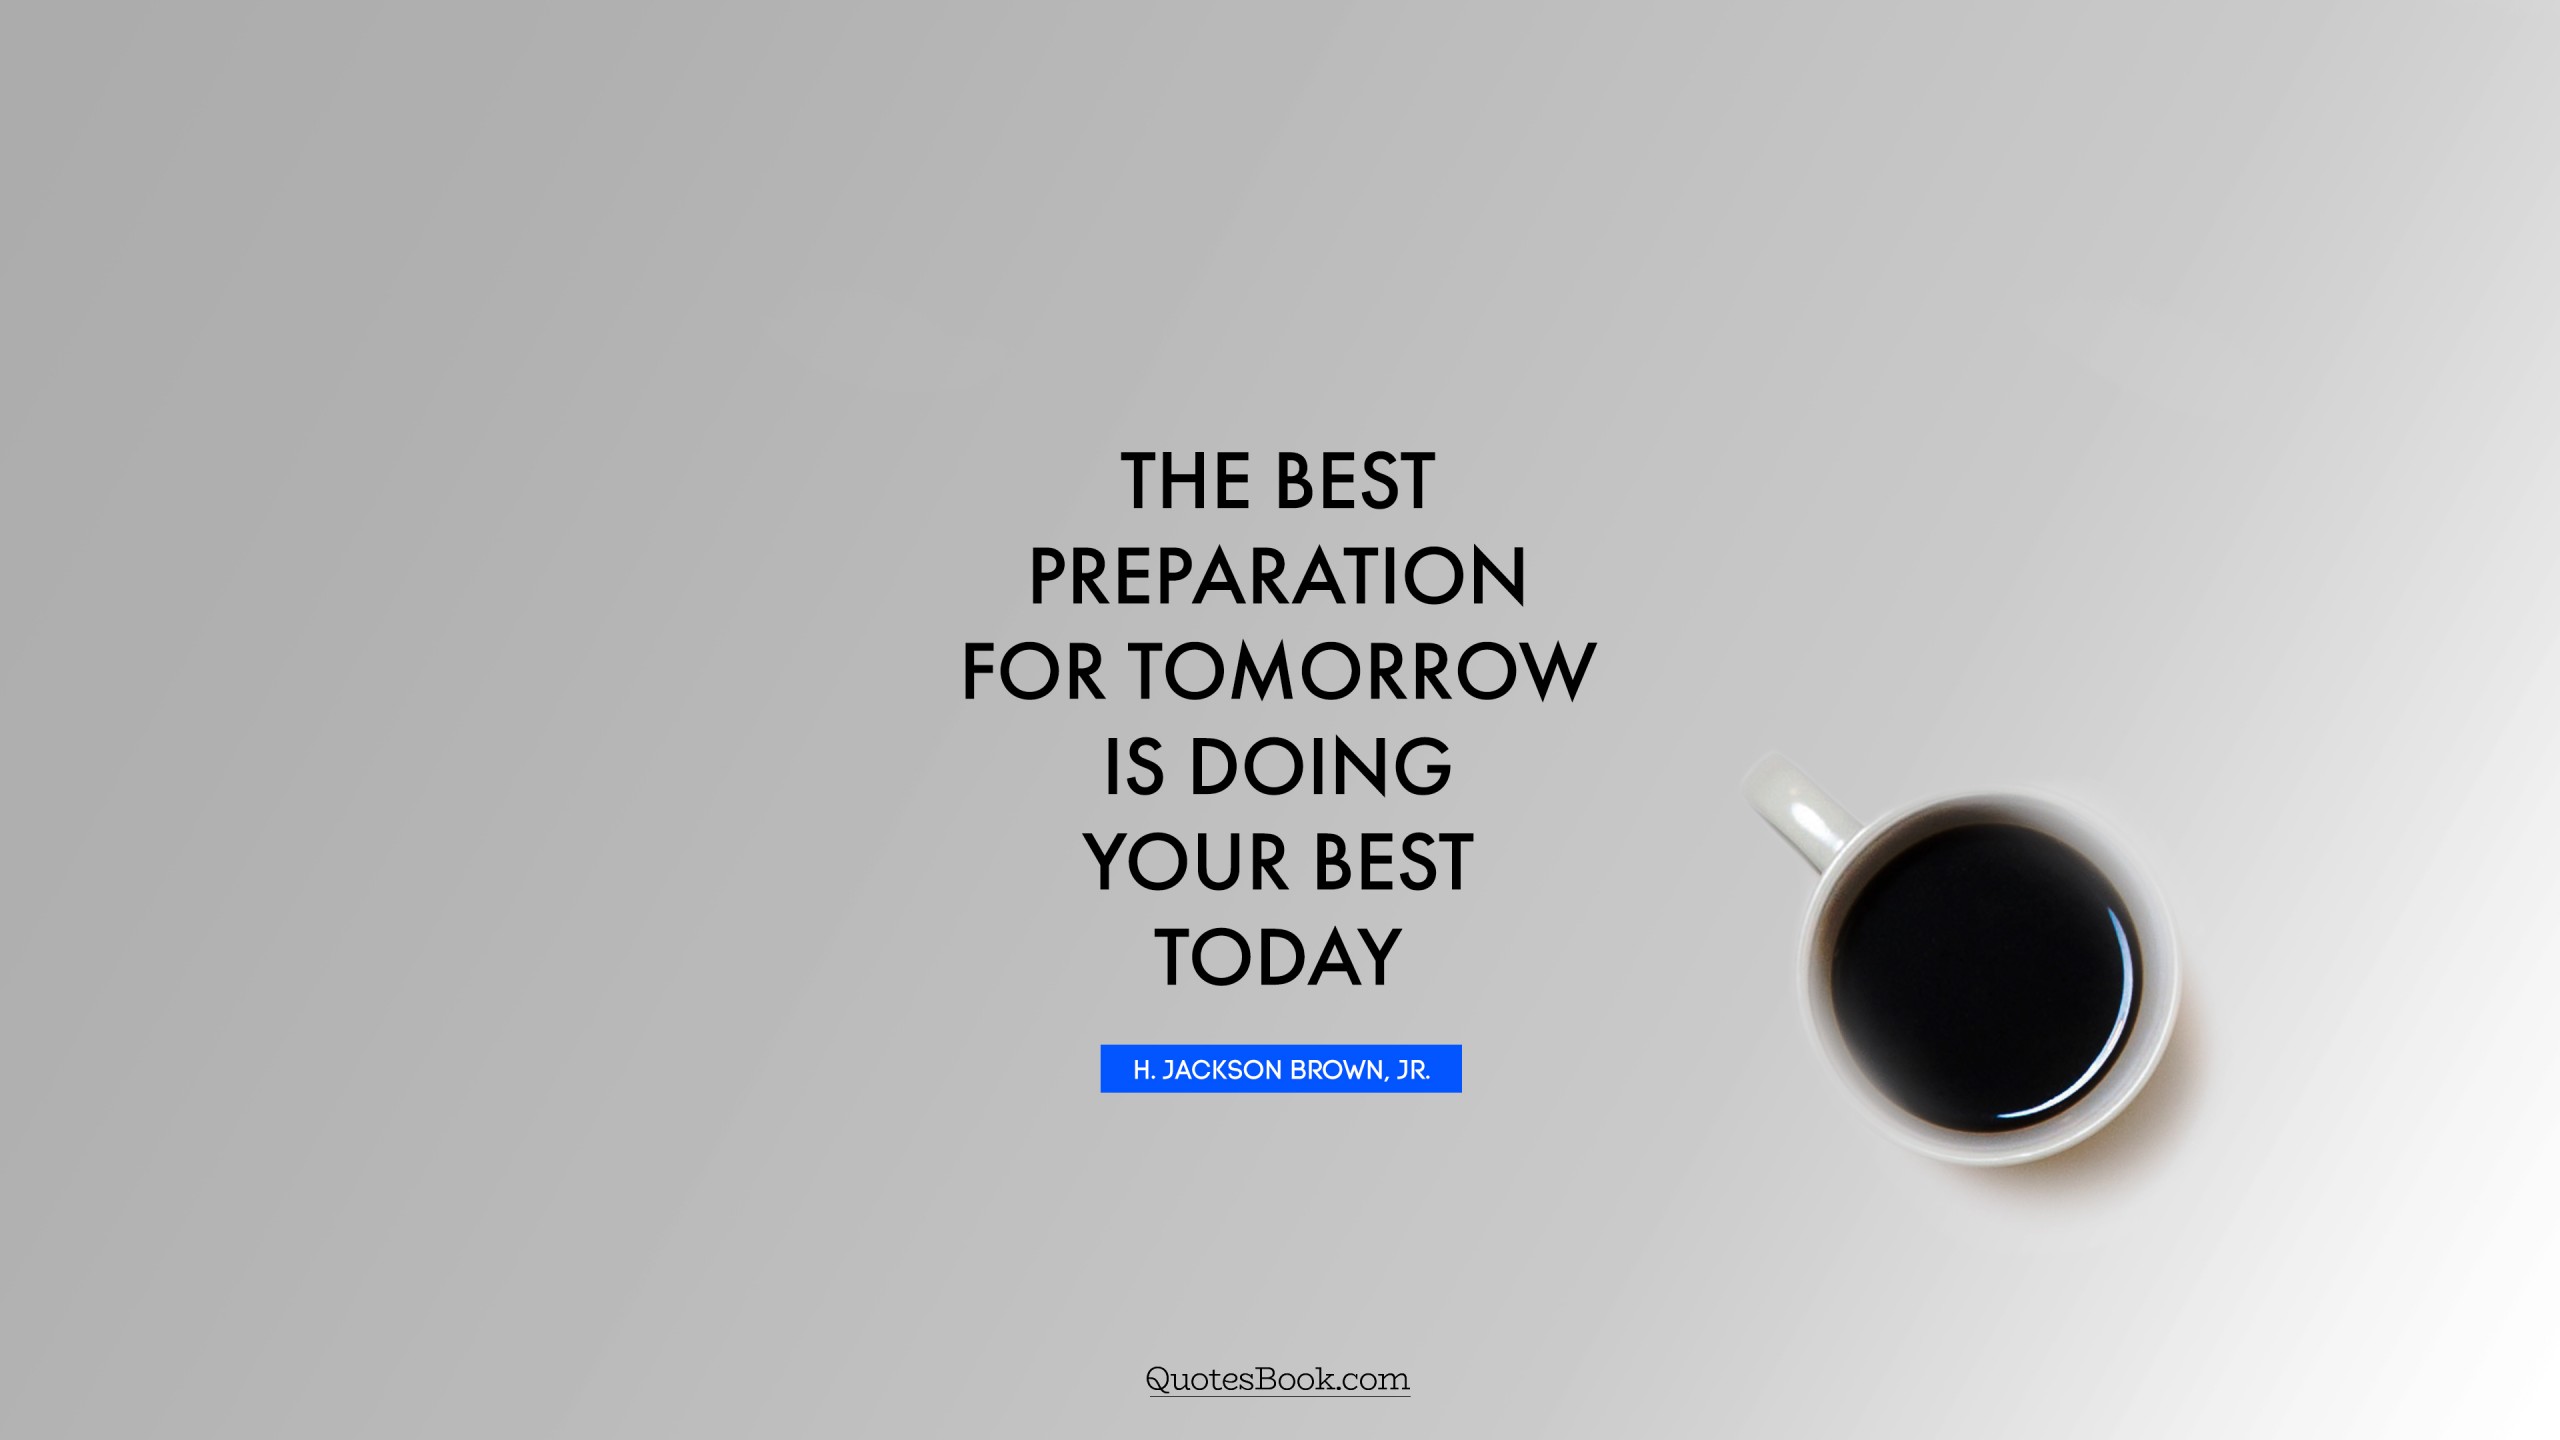 THE BEST
PREPARATION
FOR TOMORROW
IS DOING
YOUR BEST
TODAY
H. JACKSON BROWN, JR.
QuotesBook.com